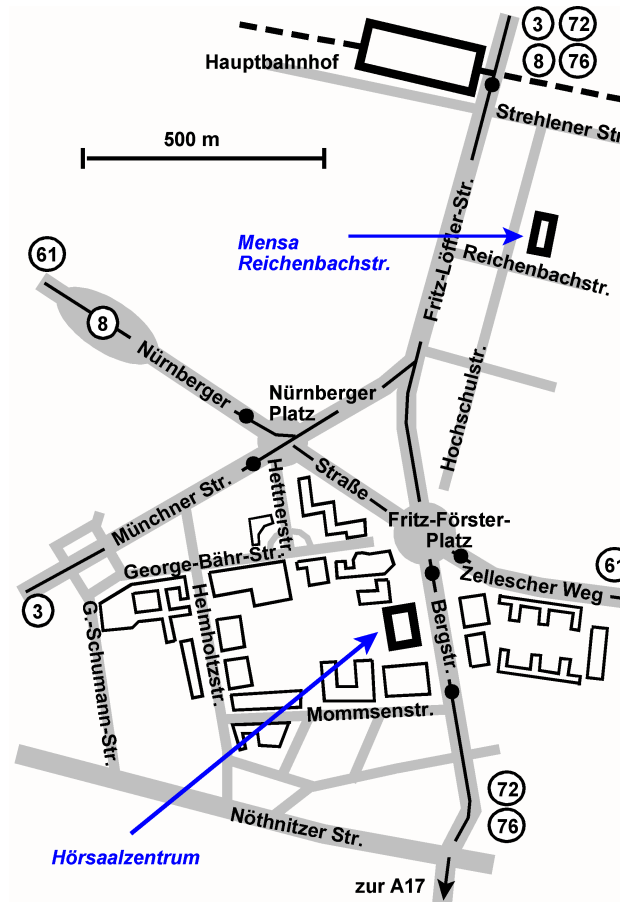 3 72
8 76
Hauptbahnhof
Strehlener Str
500 m
Fritz-Löffler-Str.
Mensa
Reichenbachstr.
Reichenbachstr.
61
8
Nürnberger
Nürnberger
Platz
Hochschulstr.
Straße
Hettnerstr.
Münchner Str.
Fritz-Förster-
Platz
George-Bähr-Str.
Zellescher Weg
61
3
G.-Schumann-Str.
Helmholtzstr.
Bergstr.
Mommsenstr.
72
76
Nöthnitzer Str.
Hörsaalzentrum
zur A17